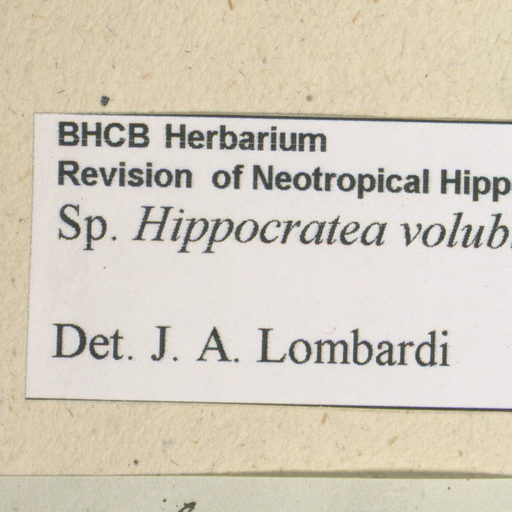 BHCB Herbarium
Revision of Neotropical Hipp
Sp. Hippocratea volub
Det. J. A. Lombardi